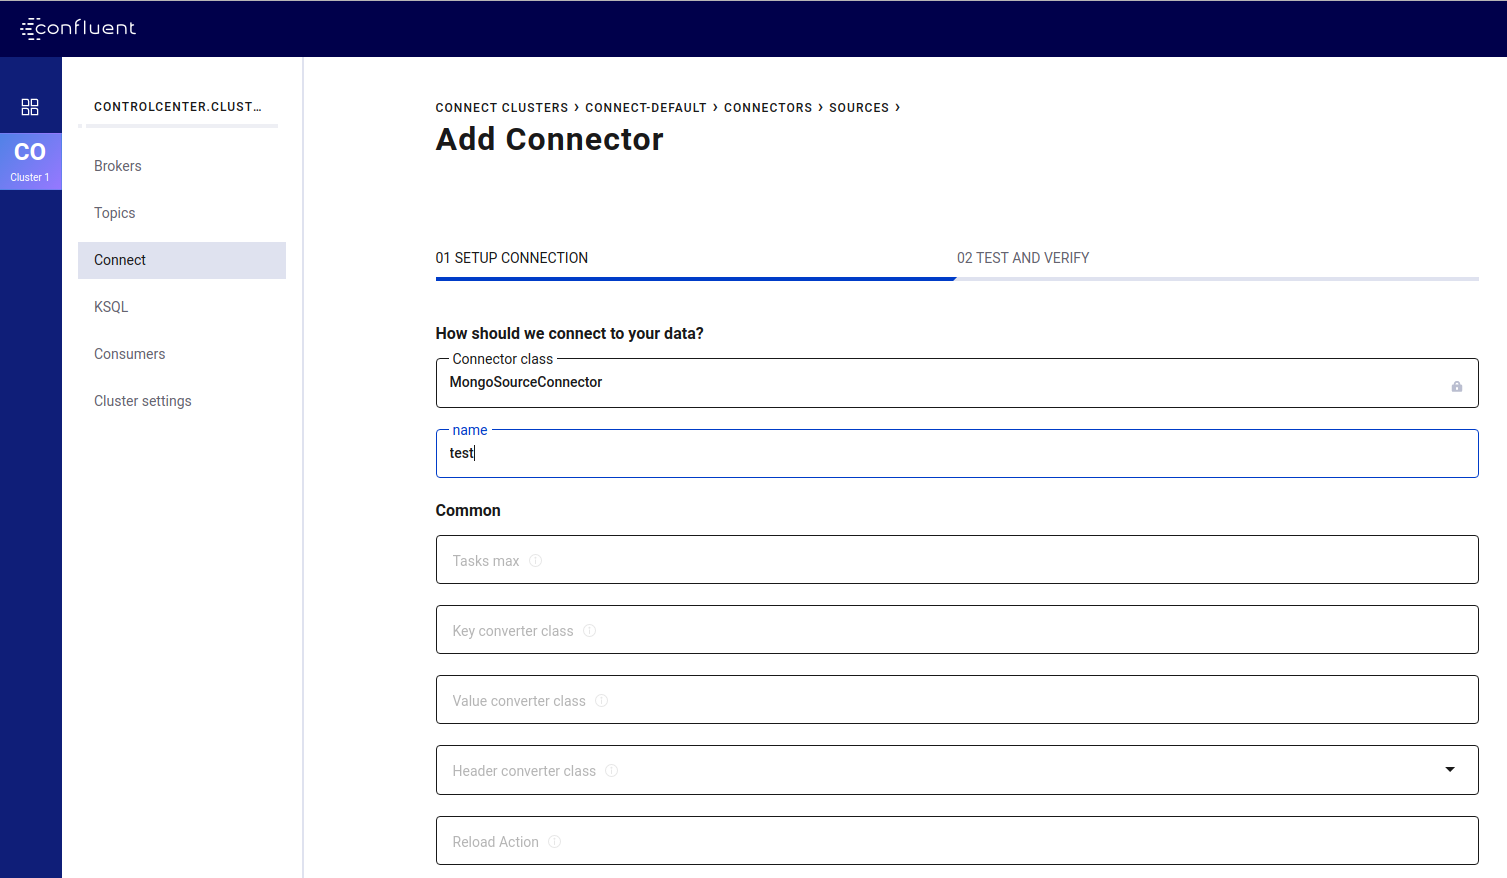 confluent
CONTROLCENTER.CLUST...
CO
Cluster 1
Brokers
Topics
Connect
KSQL
Consumers
Cluster settings
CONNECT CLUSTERS › CONNECT-DEFAULT › CONNECTORS › SOURCES ›
Add Connector
01 SETUP CONNECTION
02 TEST AND VERIFY
How should we connect to your data?
Connector class
MongoSourceConnector
name
test
Common
Tasks max
Key converter class
Value converter class
Header converter class
Reload Action